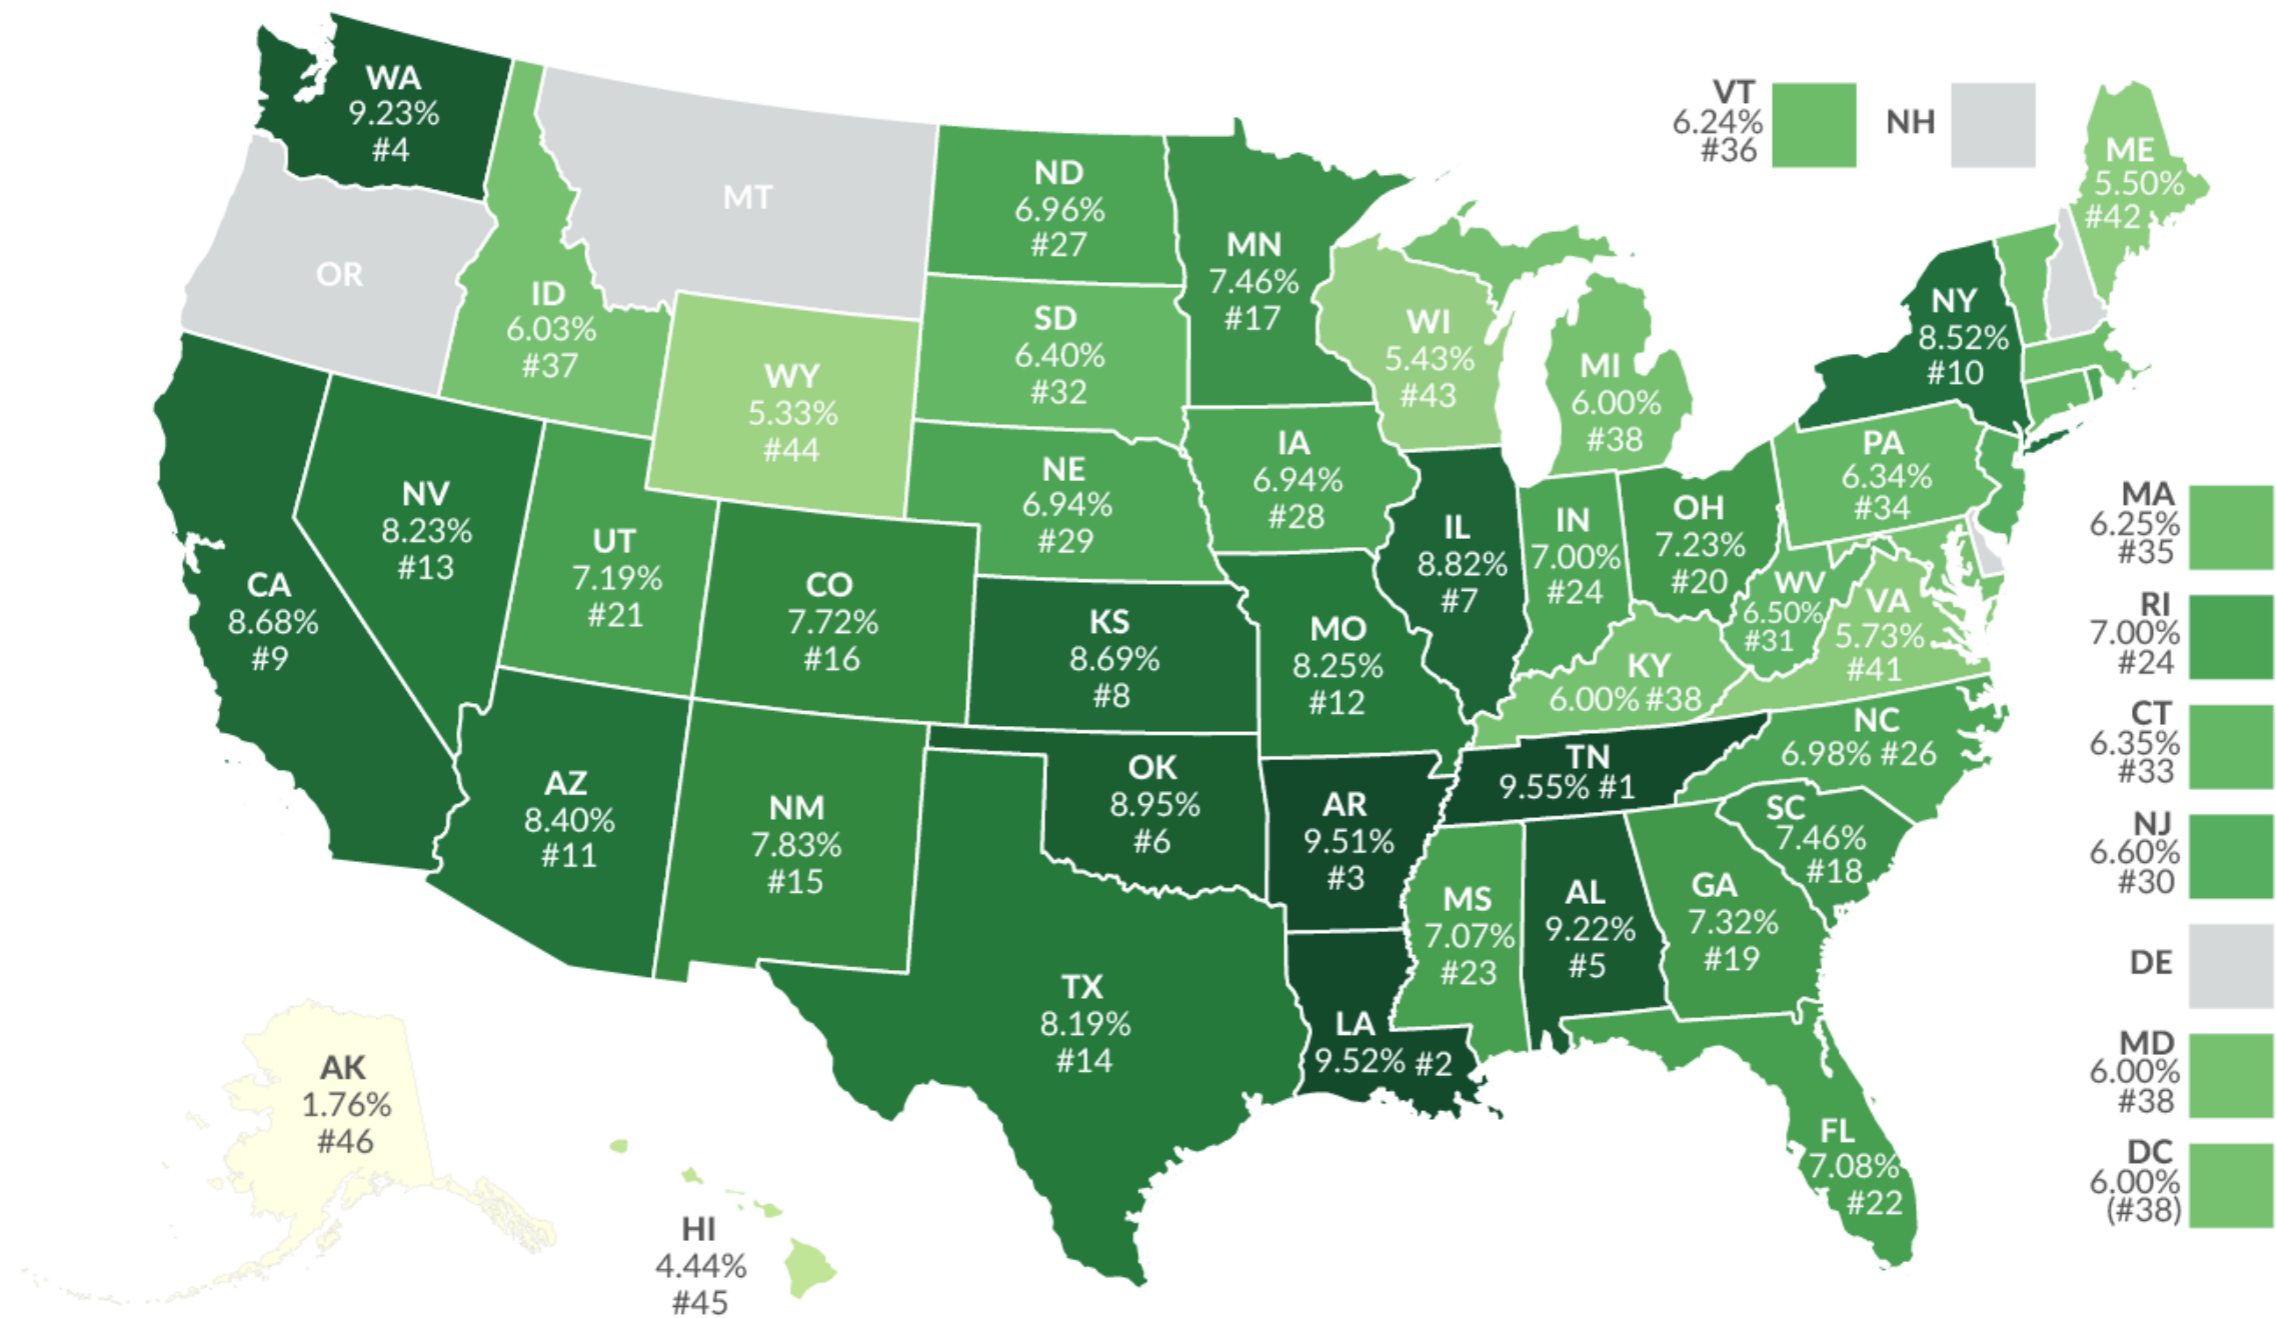 WA
9.23%
#4
OR
MT
ID
6.03%
#37
WY
5.33%
#44
ND
6.96%
#27
SD
6.40%
#32
NE
6.94%
#29
MN
7.46%
#17
IA
6.94%
#28
WI
5.43%
#43
MI
6.00%
#38
VT
6.24%
#36
NH
ME
5.50%
#42
NY
8.52%
#10
PA
6.34%
#34
CA
8.68%
#9
NV
8.23%
#13
UT
7.19%
#21
CO
7.72%
#16
KS
8.69%
#8
MO
8.25%
#12
IL
8.82%
#7
IN
7.00%
#24
OH
7.23%
#20
WV
6.50%
#31
VA
5.73%
#41
KY
6.00% #38
NC
6.98% #26
TN
9.55% #1
SC
7.46%
#18
AZ
8.40%
#11
NM
7.83%
#15
OK
8.95%
#6
AR
9.51%
#3
MS
7.07%
#23
AL
9.22%
#5
GA
7.32%
#19
TX
8.19%
#14
LA
9.52% #2
FL
7.08%
#22
AK
1.76%
#46
HI
4.44%
#45
MA
6.25%
#35
RI
7.00%
#24
CT
6.35%
#33
NJ
6.60%
#30
DE
MD
6.00%
#38
DC
6.00%
(#38)